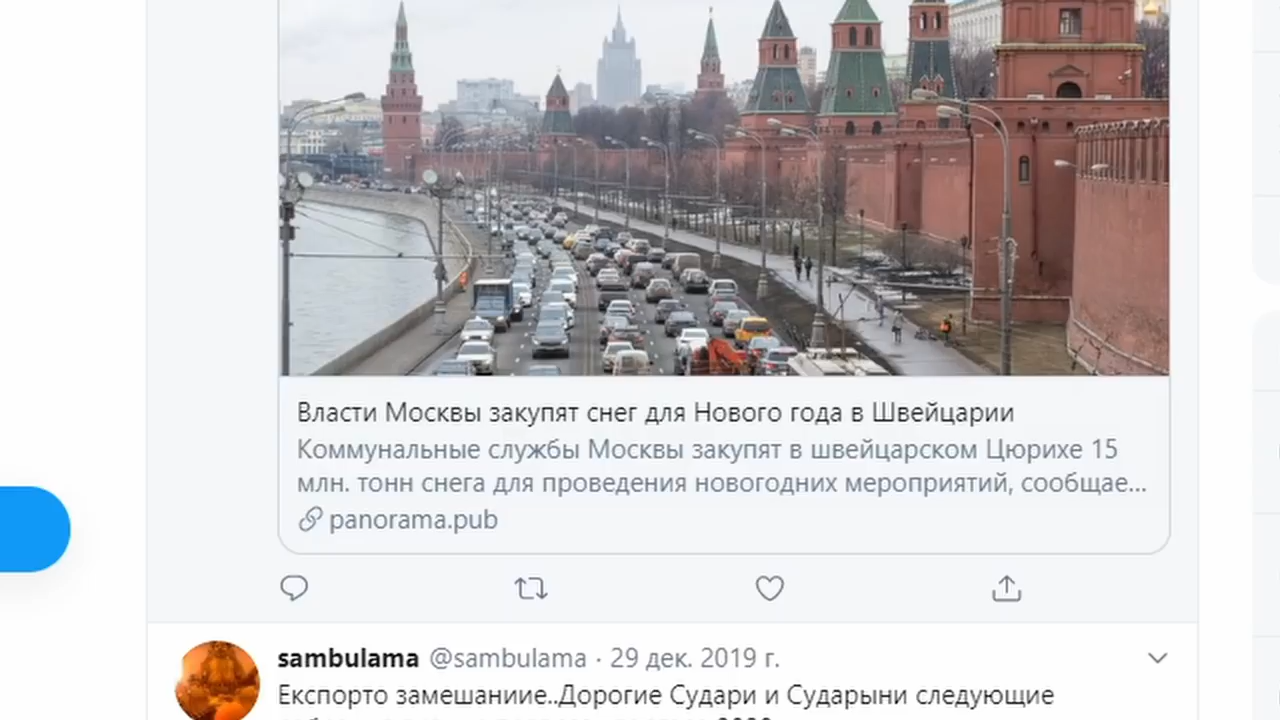 Власти Москвы закупят снег для Нового года в Швейцарии
Коммунальные службы Москвы закупят в швейцарском Цюрихе 15
млн. тонн снега для проведения новогодних мероприятий, сообщае...
panorama.pub
sambulama @sambulama · 29 дек. 2019 г.
Експорто замешаниие..Дорогие Судари и Сударыни следующие